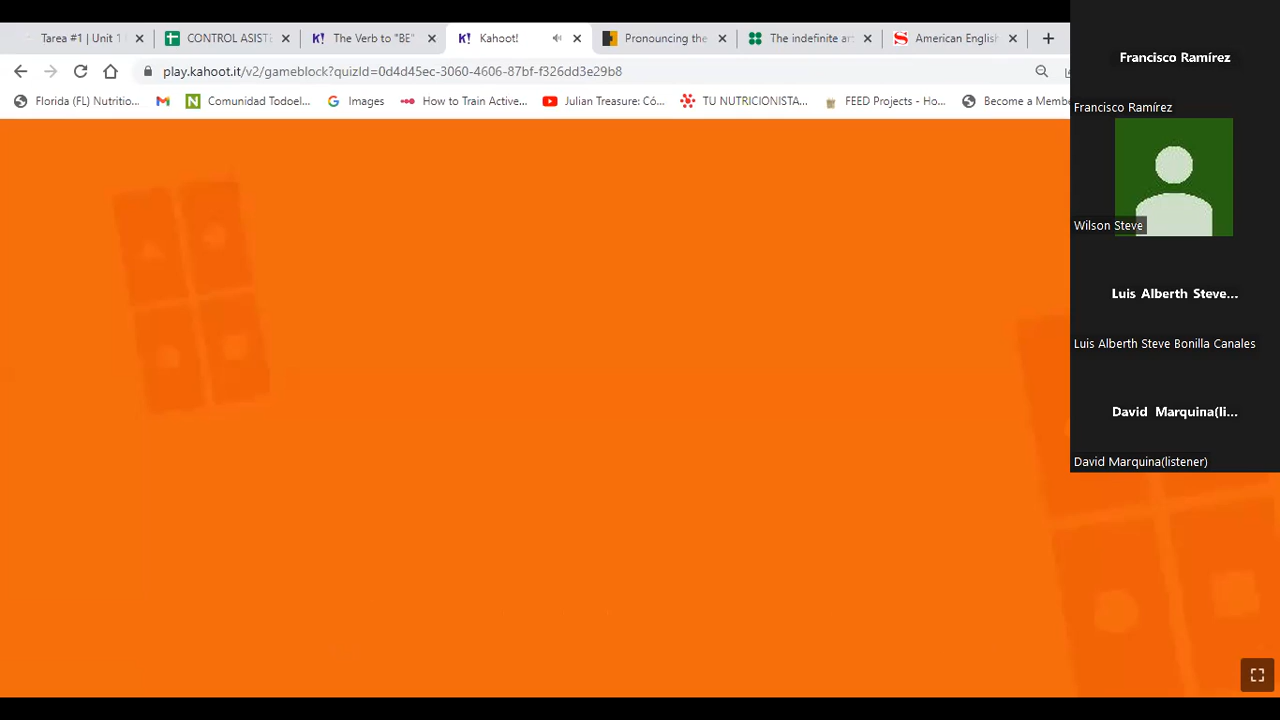 Tarea #1 | Unit 1
CONTROL ASIST
The Verb to "BE"
Kahoot!
Pronouncing the
The indefinite ar
American English
play.kahoot.it/v2/gameblock?quizId=0d4d45ec-3060-4606-87bf-f326dd3e29b8
Florida (FL) Nutritio...
Comunidad Todoel...
Images
How to Train Active...
Julian Treasure: Có...
TU NUTRICIONISTA...
FEED Projects - Ho...
Become a Membe
Francisco Ramírez
Francisco Ramírez
Wilson Steve
Luis Alberth Steve...
Luis Alberth Steve Bonilla Canales
David Marquina(li...
David Marquina(listener)